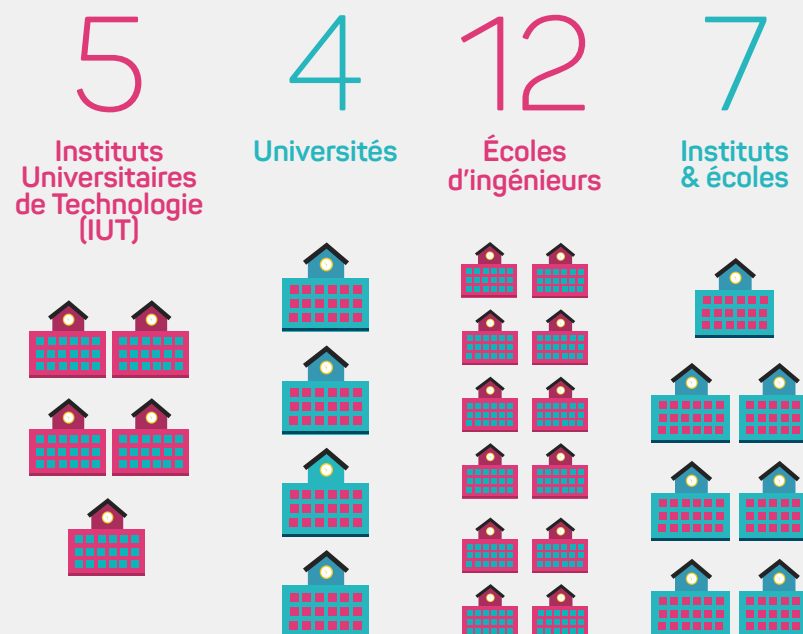 5
Instituts
Universitaires
de Technologie
(IUT)
4
Universités
12
Écoles
d'ingénieurs
7
Instituts
& écoles